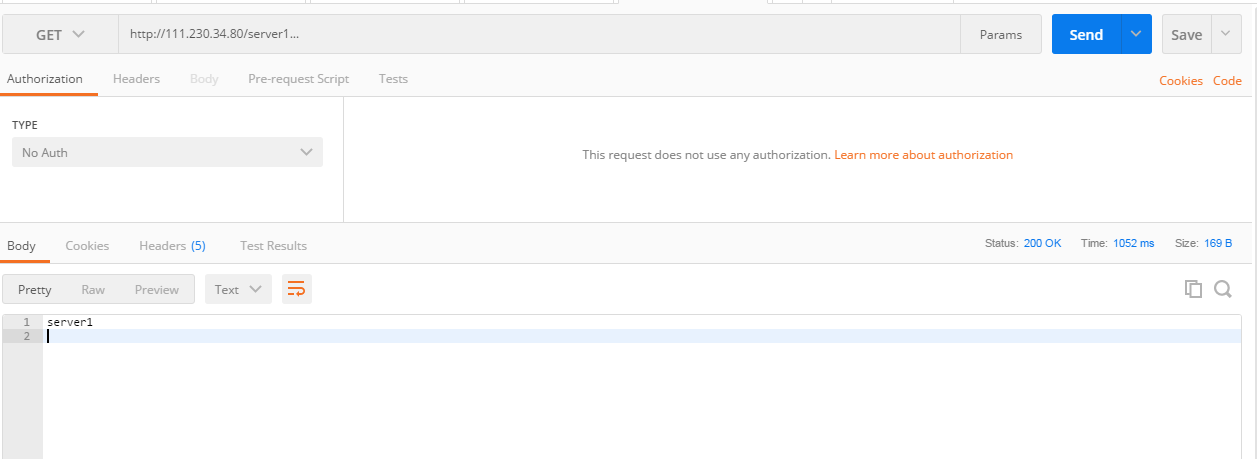 GET http://111.230.34.80/server1... Params Send Save
Authorization Headers Body Pre-request Script Tests Cookies Code
TYPE
No Auth
This request does not use any authorization. Learn more about authorization
Body Cookies Headers (5) Test Results Status: 200 OK Time: 1052 ms Size: 169 B
Pretty Raw Preview Text
1 server1
2